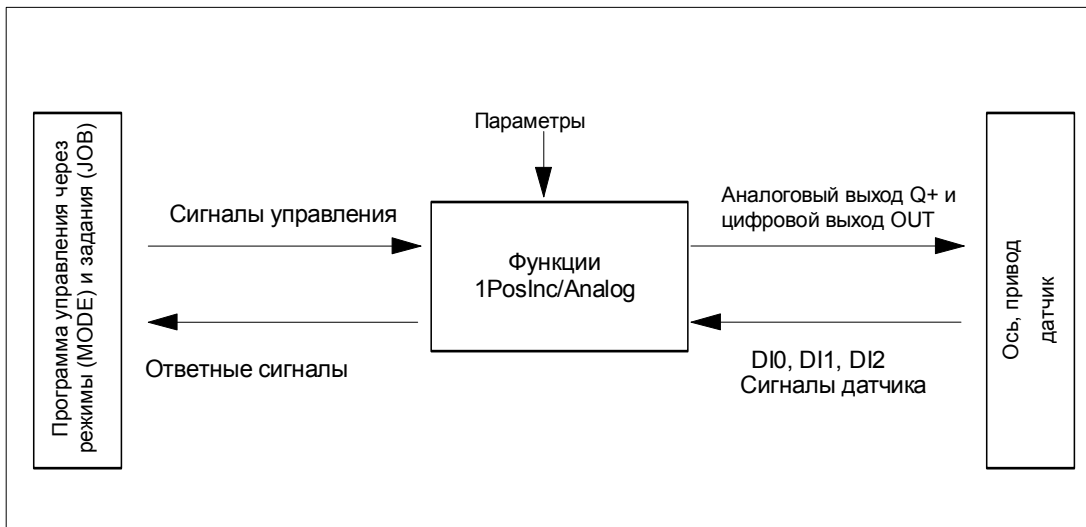 Программа управления через
режимы (MODE) и задания (JOB)
Сигналы управления
Ответные сигналы
Параметры
Функции
1PosInc/Analog
Аналоговый выход Q+ и
цифровой выход OUT
DI0, DI1, DI2
Сигналы датчика
Ось, привод
датчик